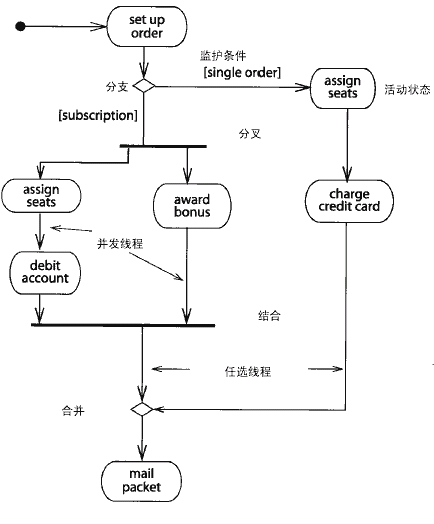 set up
order
监护条件
[single order]
分支
assign
seats
活动状态
[subscription]
分叉
assign
seats
award
bonus
charge
credit card
并发线程
debit
account
结合
任选线程
合并
mail
packet